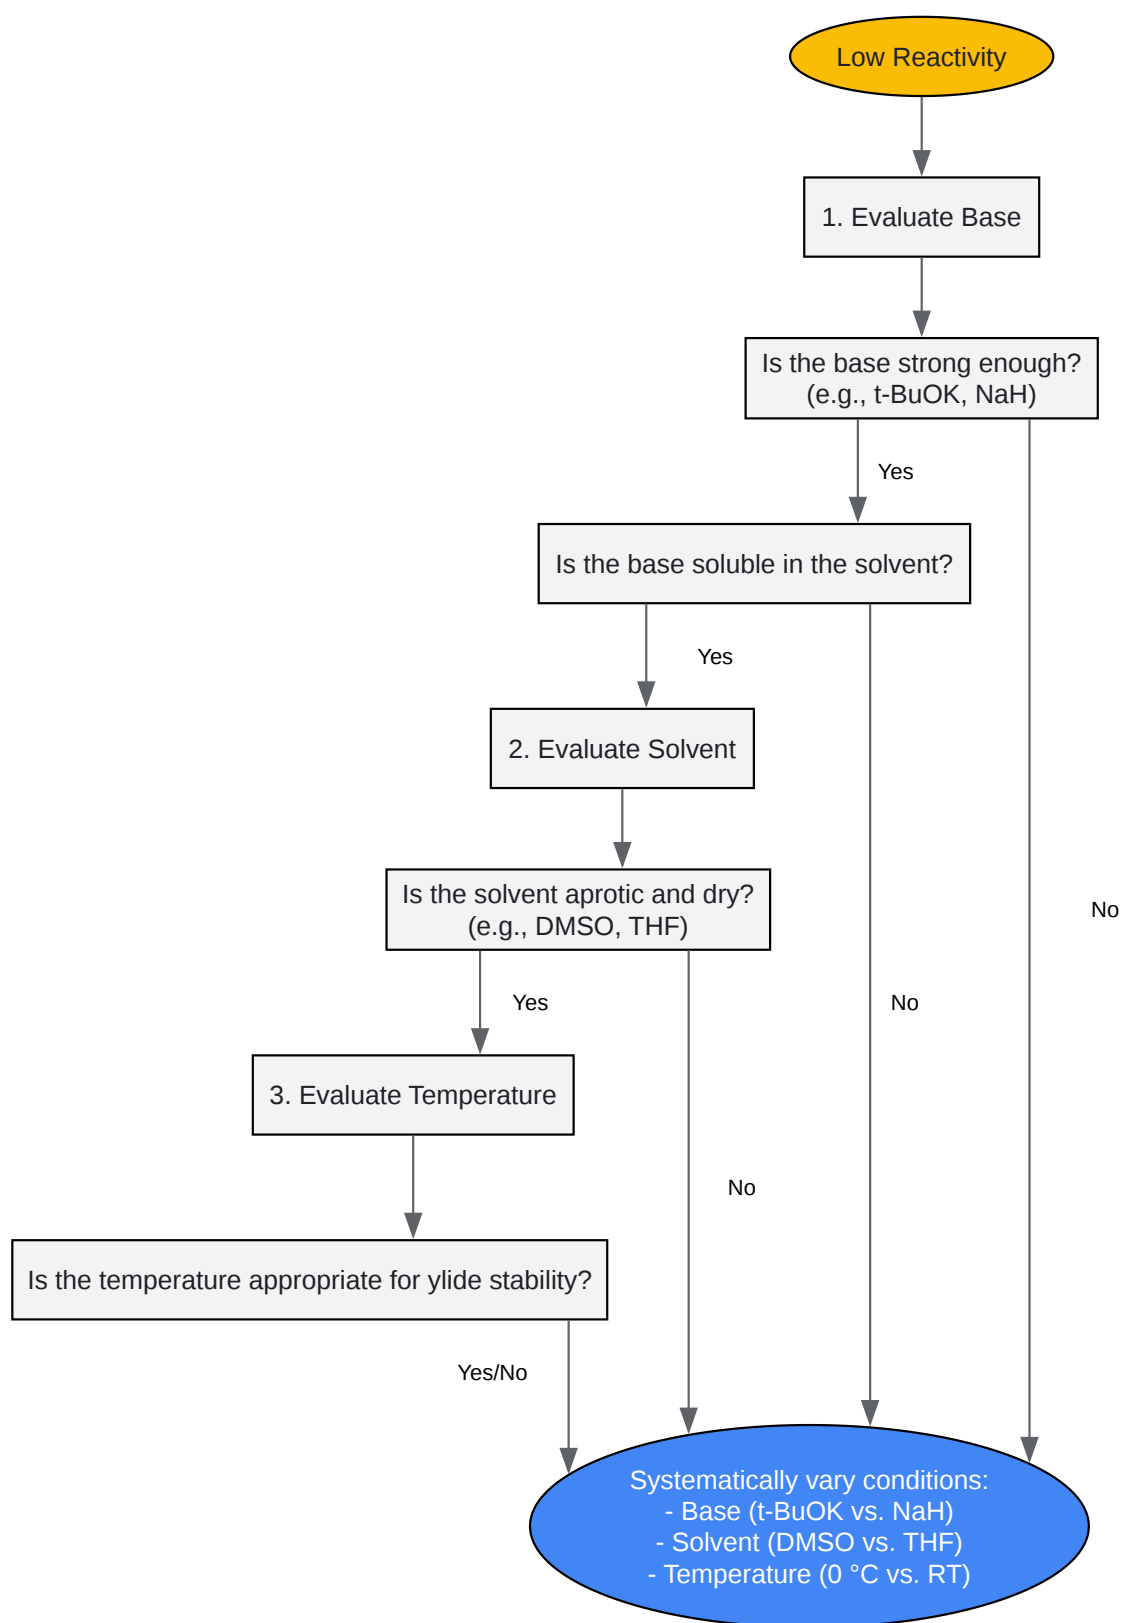 Low Reactivity
1. Evaluate Base
Is the base strong enough?
(e.g., t-BuOK, NaH)
Yes
Is the base soluble in the solvent?
Yes
2. Evaluate Solvent
Is the solvent aprotic and dry?
(e.g., DMSO, THF)
No
Yes
No
3. Evaluate Temperature
No
Is the temperature appropriate for ylide stability?
Yes/No
Systematically vary conditions:
- Base (t-BuOK vs. NaH)
- Solvent (DMSO vs. THF)
- Temperature (0 °C vs. RT)